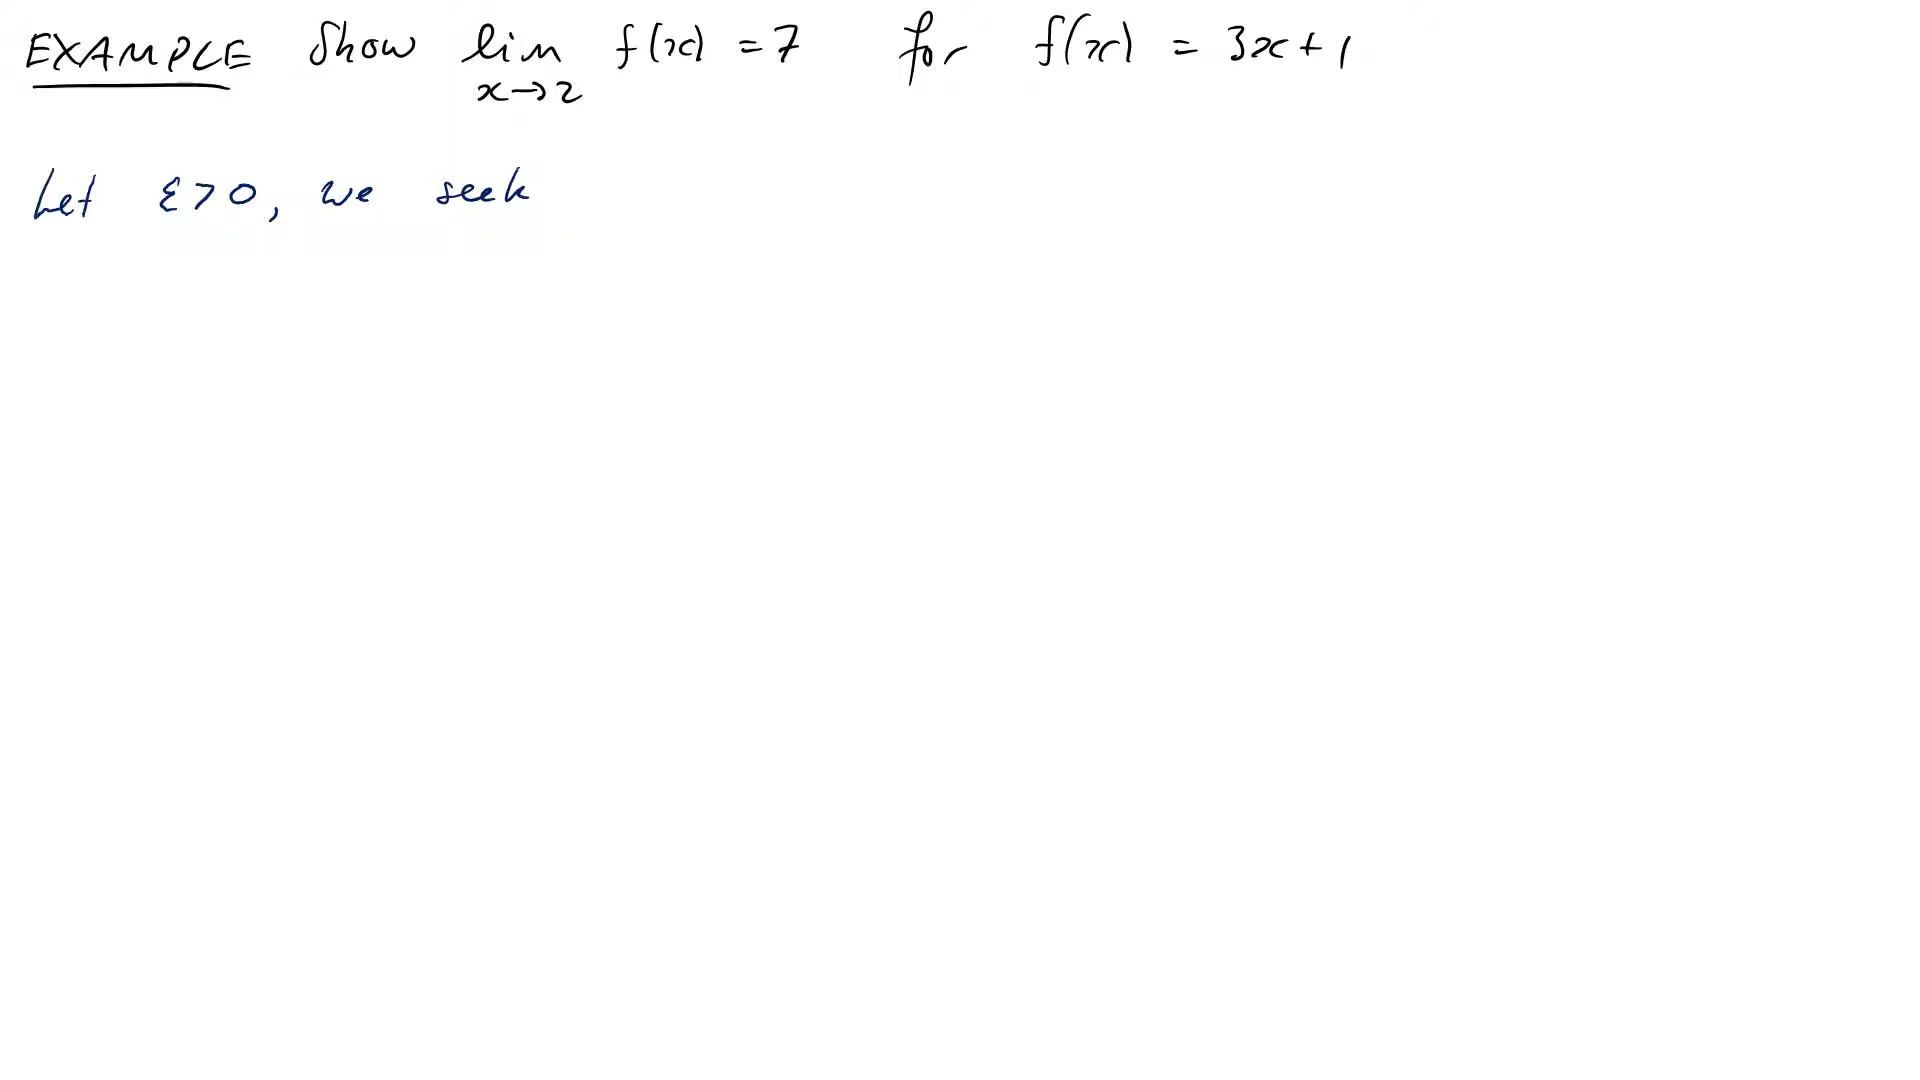 EXAMPLE Show lim f(x) = 7 for f(x) = 3x+1
x→2
Let ε>0, we seek